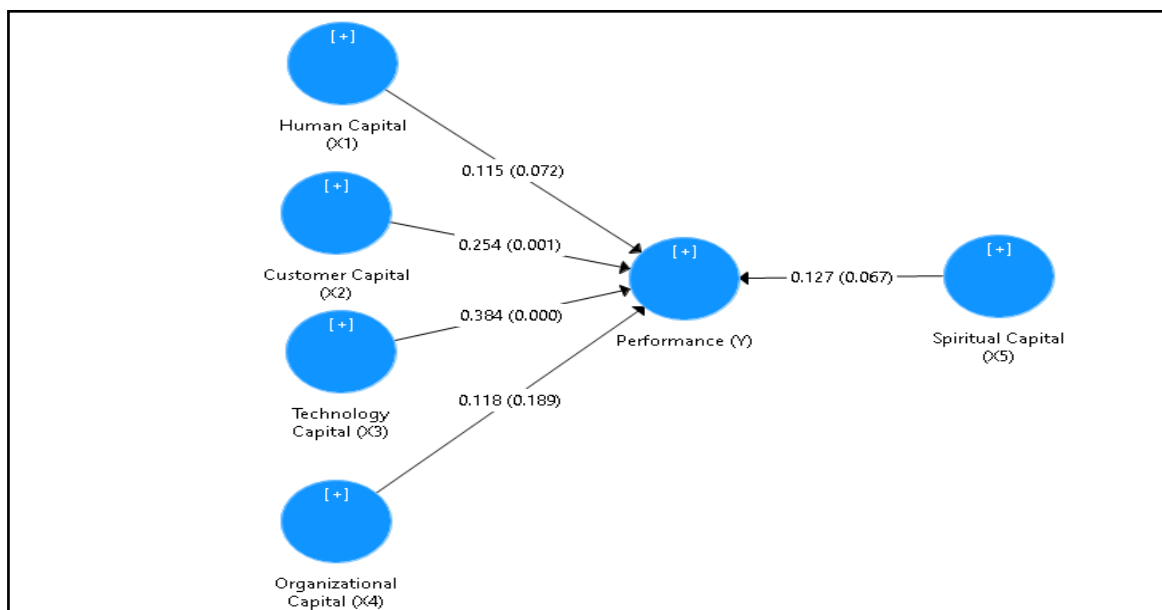 [+]
Human Capital
(X1)
0.115 (0.072)
[+]
Customer Capital
(X2)
0.254 (0.001)
[+]
Technology
Capital (X3)
0.384 (0.000)
[+]
Organizational
Capital (X4)
0.118 (0.189)
[+]
Performance (Y)
0.127 (0.067)
[+]
Spiritual Capital
(X5)